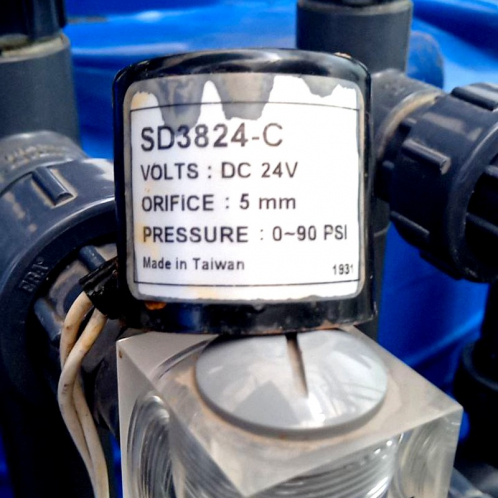 SD3824-C
VOLTS : DC 24V
ORIFICE : 5 mm
PRESSURE : 0~90 PSI
Made in Taiwan
1931